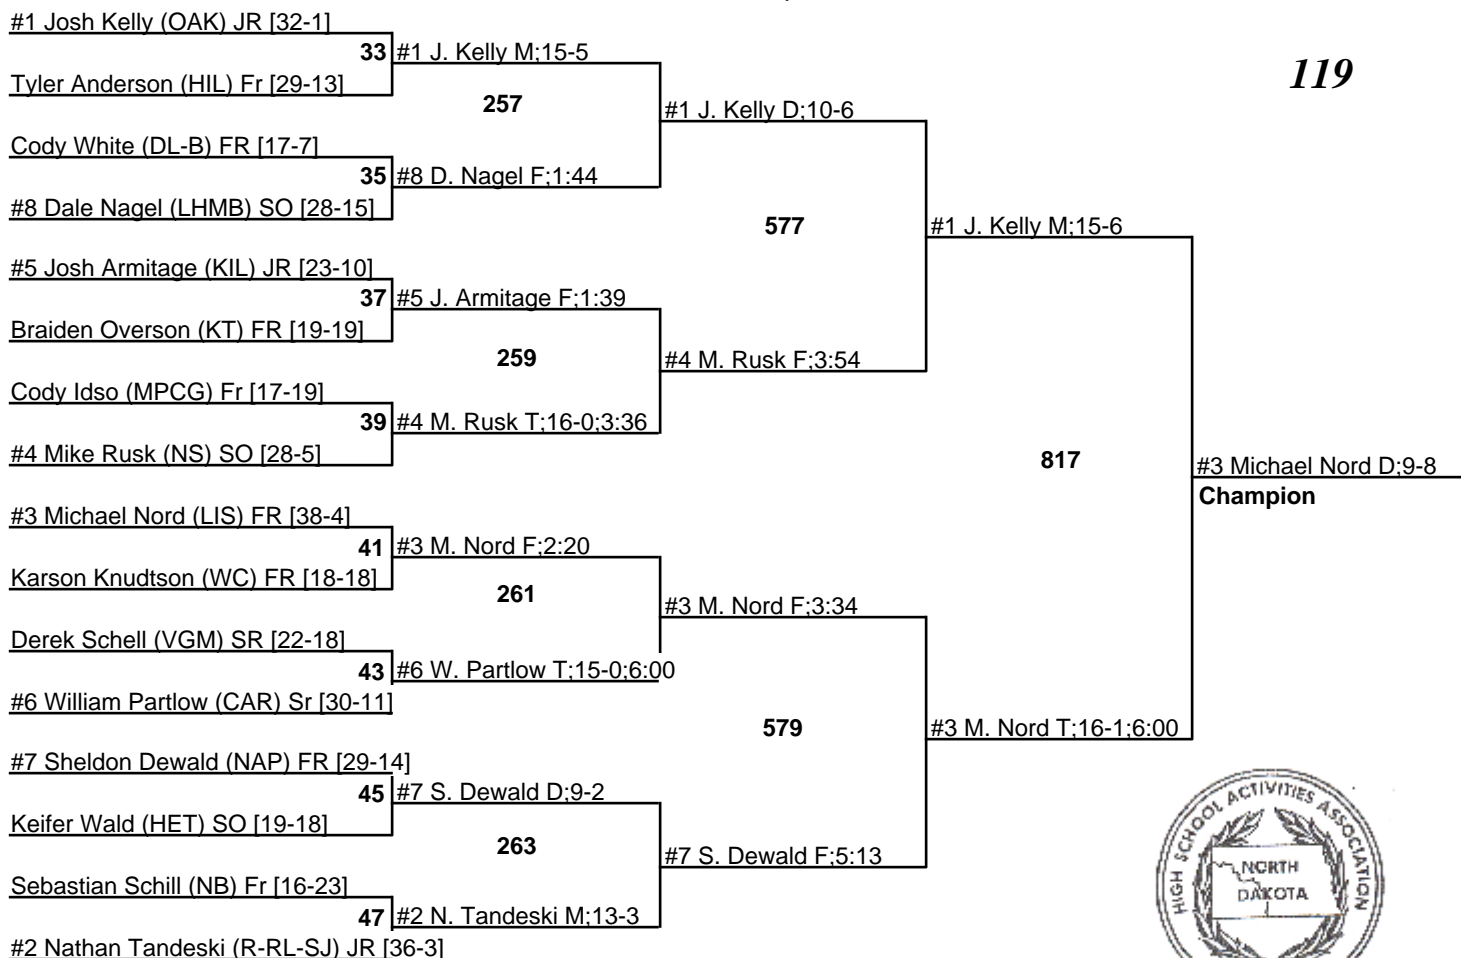 #1 Josh Kelly (OAK) JR [32-1]
33 #1 J. Kelly M;15-5
119
Tyler Anderson (HIL) Fr [29-13]
257
#1 J. Kelly D;10-6
Cody White (DL-B) FR [17-7]
35 #8 D. Nagel F;1:44
#8 Dale Nagel (LHMB) SO [28-15]
577
#1 J. Kelly M;15-6
#5 Josh Armitage (KIL) JR [23-10]
37 #5 J. Armitage F;1:39
Braiden Overson (KT) FR [19-19]
259
#4 M. Rusk F;3:54
Cody Idso (MPCG) Fr [17-19]
39 #4 M. Rusk T;16-0;3:36
#4 Mike Rusk (NS) SO [28-5]
817
#3 Michael Nord D;9-8
Champion
#3 Michael Nord (LIS) FR [38-4]
41 #3 M. Nord F;2:20
Karson Knudtson (WC) FR [18-18]
261
#3 M. Nord F;3:34
Derek Schell (VGM) SR [22-18]
43 #6 W. Partlow T;15-0;6:00
#6 William Partlow (CAR) Sr [30-11]
579
#3 M. Nord T;16-1;6:00
#7 Sheldon Dewald (NAP) FR [29-14]
45 #7 S. Dewald D;9-2
Keifer Wald (HET) SO [19-18]
263
#7 S. Dewald F;5:13
Sebastian Schill (NB) Fr [16-23]
47 #2 N. Tandeski M;13-3
#2 Nathan Tandeski (R-RL-SJ) JR [36-3]
HIGH SCHOOL ACTIVITIES ASSOCIATION
NORTH
DAKOTA